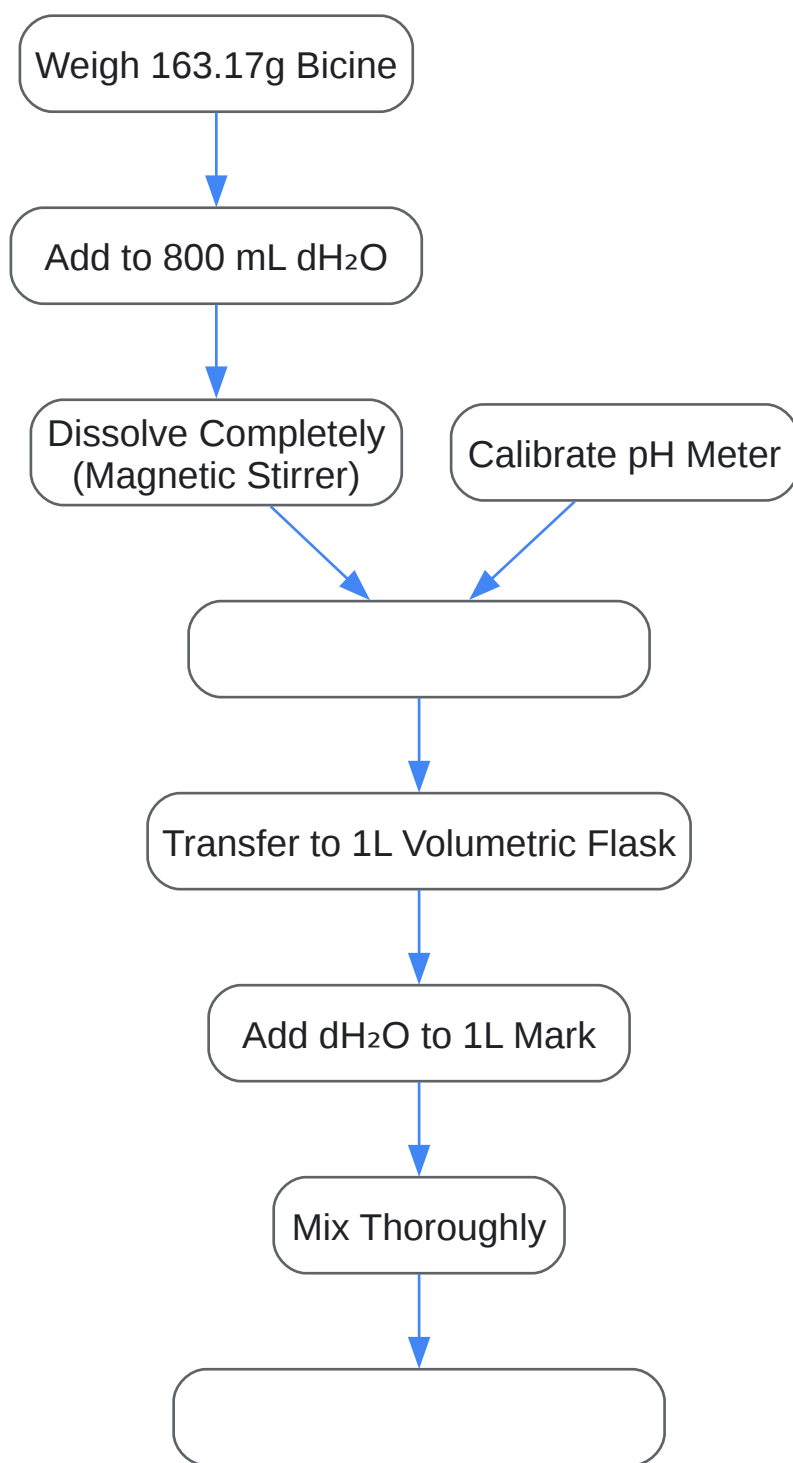 Weigh 163.17g Bicine
Add to 800 mL dH₂O
Dissolve Completely
(Magnetic Stirrer)
Calibrate pH Meter
Transfer to 1L Volumetric Flask
Add dH₂O to 1L Mark
Mix Thoroughly